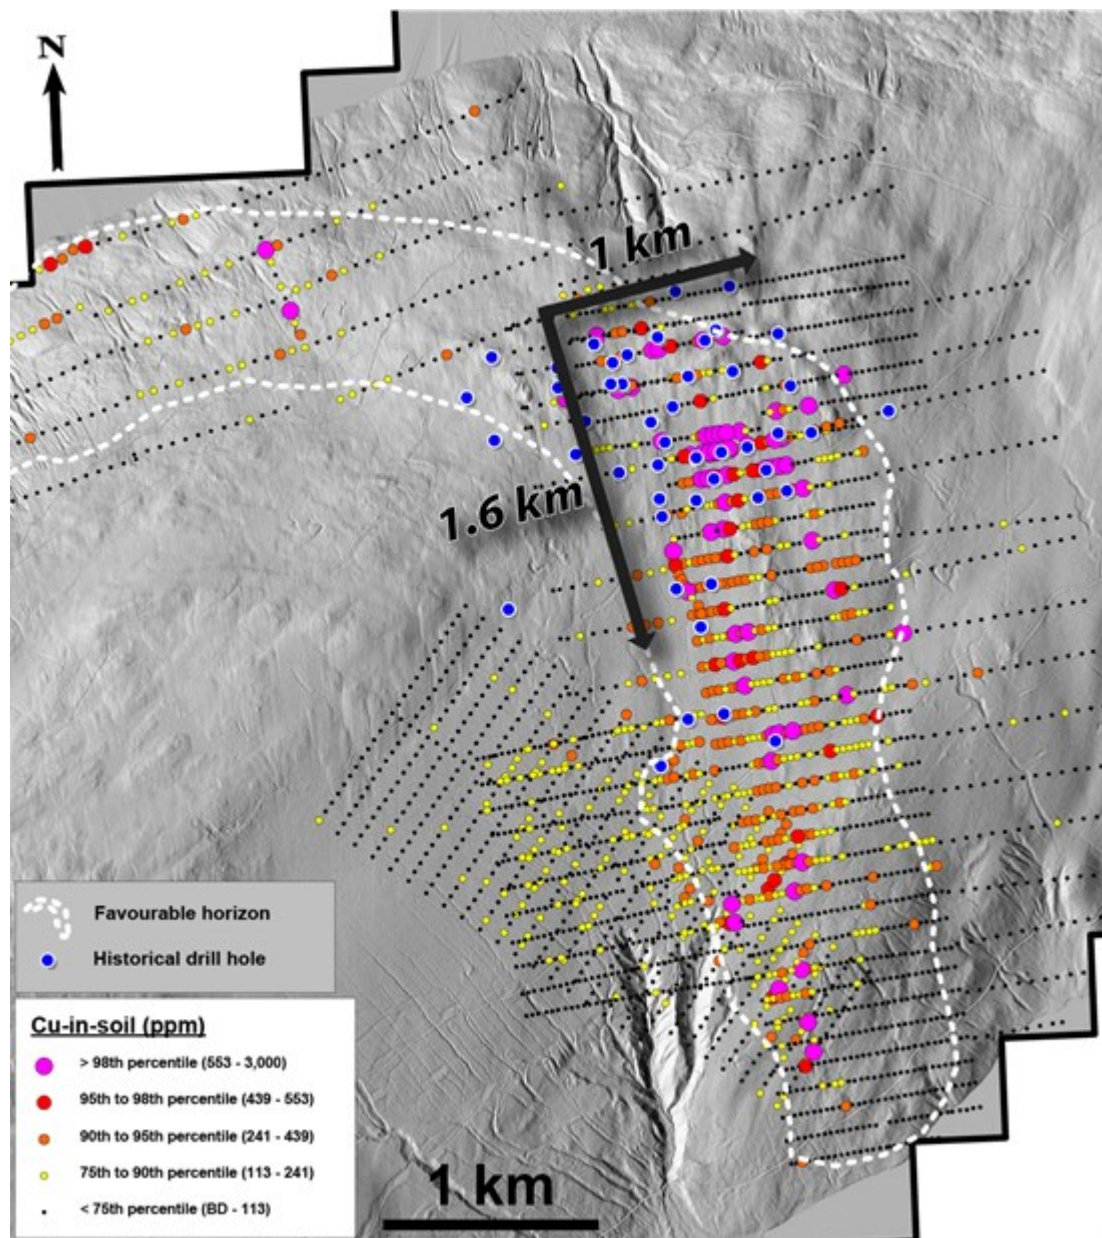 N
1 km
1.6 km
Favourable horizon
Historical drill hole
Cu-in-soil (ppm)
> 98th percentile (553 - 3,000)
95th to 98th percentile (439 - 553)
90th to 95th percentile (241 - 439)
75th to 90th percentile (113 - 241)
< 75th percentile (BD - 113)
1 km